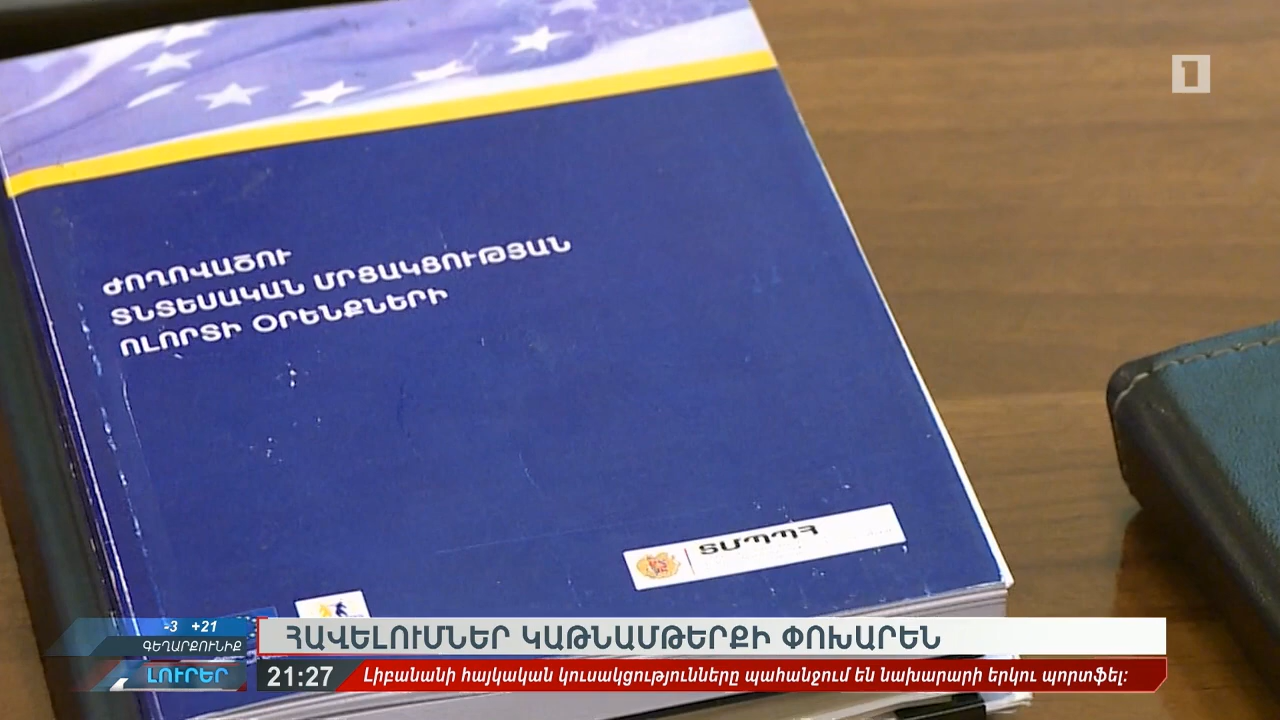 1
ԺՈՂՈՎԱԾՈՒ
ՏՆՏԵՍԱԿԱՆ ՄՐՑԱԿՑՈՒԹՅԱՆ
ՈԼՈՐՏԻ ՕՐԵՆՔՆԵՐԻ
ՏՄՊՊՀ
-3 +21
ԳԵՂԱՐՔՈՒՆԻՔ
ՀԱՎԵԼՈՒՄՆԵՐ ԿԱԹՆԱՄԹԵՐՔԻ ՓՈԽԱՐԵՆ
ԼՈՒՐԵՐ
21:27
Լիբանանի հայկական կուսակցությունները պահանջում են նախարարի երկու պորտֆել: